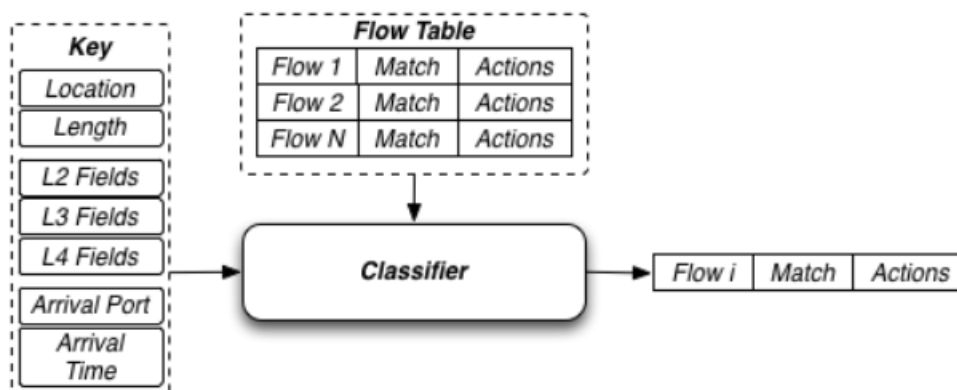 Key
Location
Length
L2 Fields
L3 Fields
L4 Fields
Arrival Port
Arrival
Time
Flow Table
Flow 1 Match Actions
Flow 2 Match Actions
Flow N Match Actions
Classifier
Flow i Match Actions